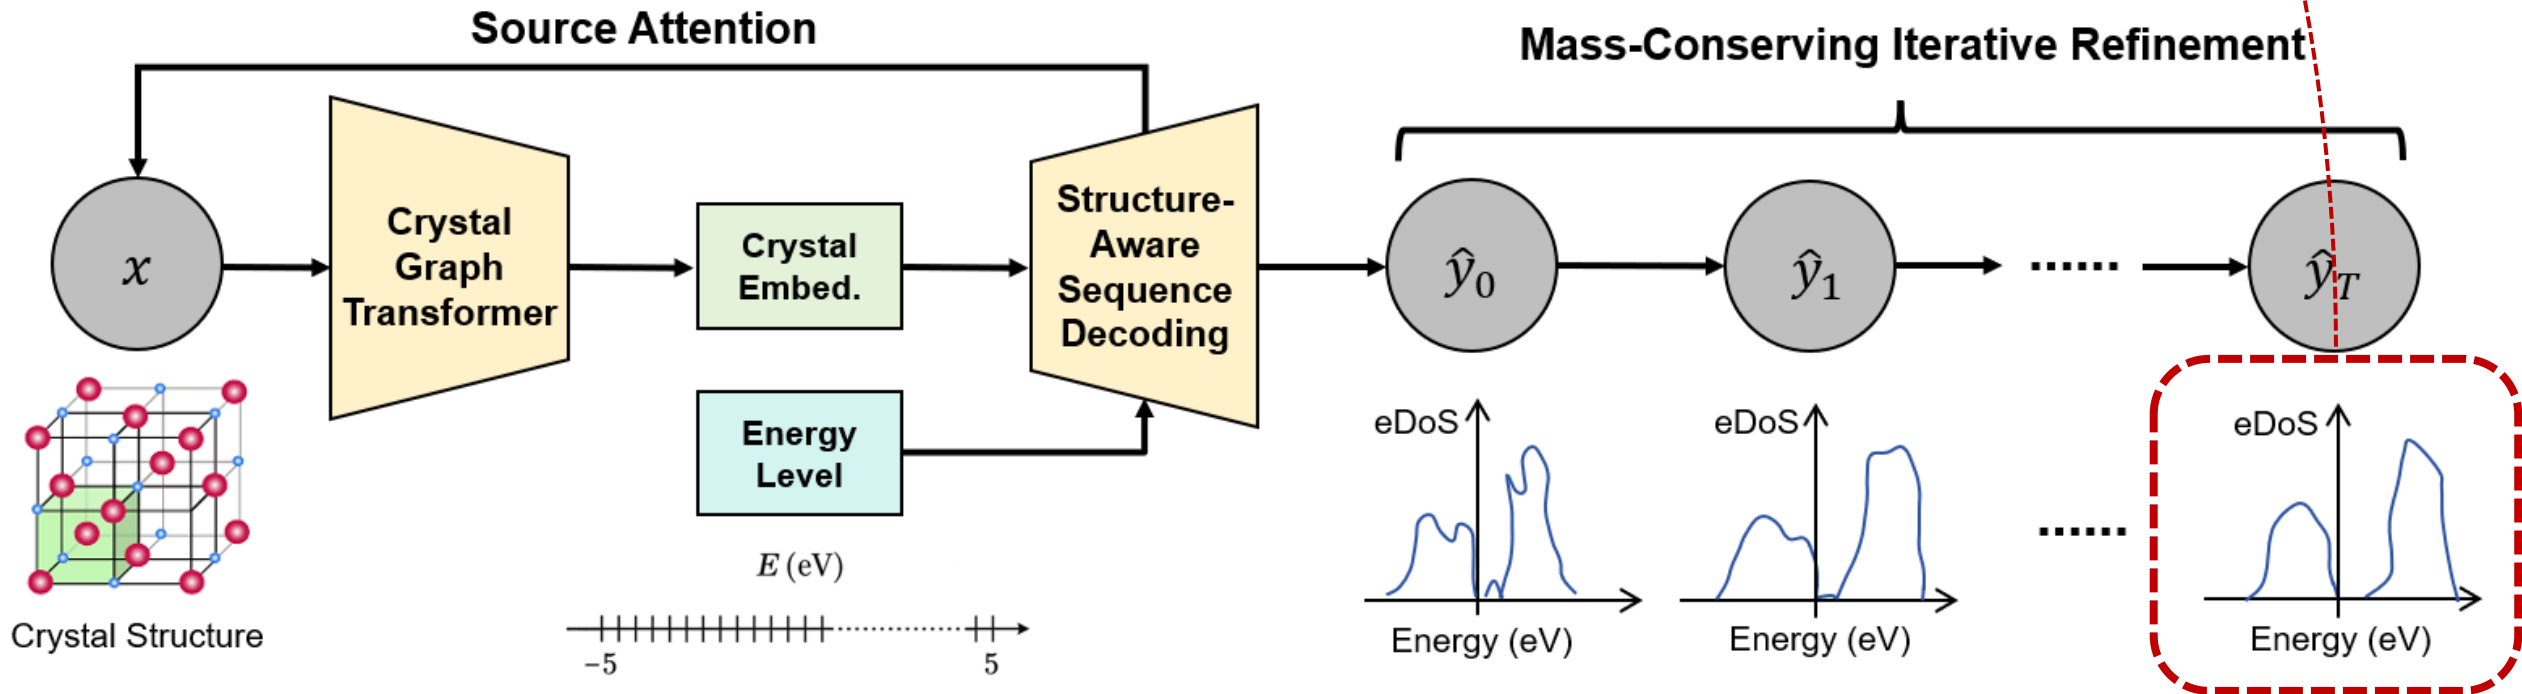 Source Attention
Mass-Conserving Iterative Refinement
x
Crystal
Graph
Transformer
Crystal
Embed.
Energy
Level
Structure-
Aware
Sequence
Decoding
ŷ₀
ŷ₁
......
ŷ_T
Crystal Structure
E (eV)
−5
5
eDoS
Energy (eV)
eDoS
Energy (eV)
......
eDoS
Energy (eV)